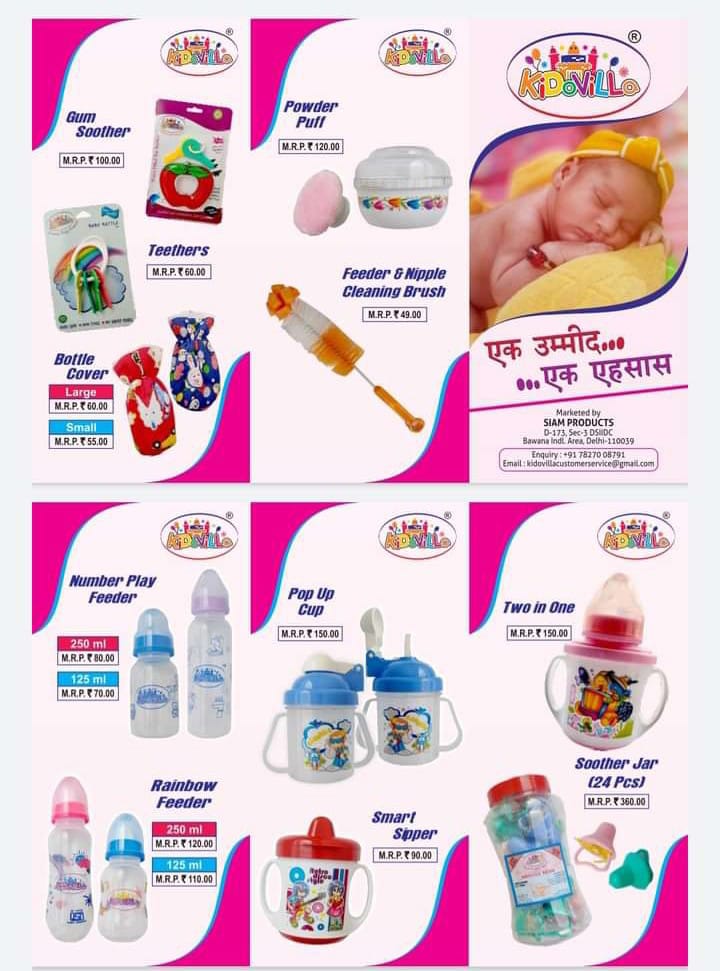 KiDoViLLa
®
Gum
Soother
M.R.P. ₹ 100.00
Teethers
M.R.P. ₹ 60.00
Bottle
Cover
Large
M.R.P. ₹ 60.00
Small
M.R.P. ₹ 55.00
KiDoViLLa
®
Powder
Puff
M.R.P. ₹ 120.00
Feeder & Nipple
Cleaning Brush
M.R.P. ₹ 49.00
®
KiDoViLLa
एक उम्मीद...
...एक एहसास
Marketed by
SIAM PRODUCTS
D-173, Sec-3 DSIIDC
Bawana Indl. Area, Delhi-110039
Enquiry : +91 78270 08791
Email : kidovillacustomerservice@gmail.com
KiDoViLLa
®
Number Play
Feeder
250 ml
M.R.P. ₹ 80.00
125 ml
M.R.P. ₹ 70.00
Rainbow
Feeder
250 ml
M.R.P. ₹ 120.00
125 ml
M.R.P. ₹ 110.00
KiDoViLLa
®
Pop Up
Cup
M.R.P. ₹ 150.00
Smart
Sipper
M.R.P. ₹ 90.00
KiDoViLLa
®
Two in One
M.R.P. ₹ 150.00
Soother Jar
(24 Pcs)
M.R.P. ₹ 360.00